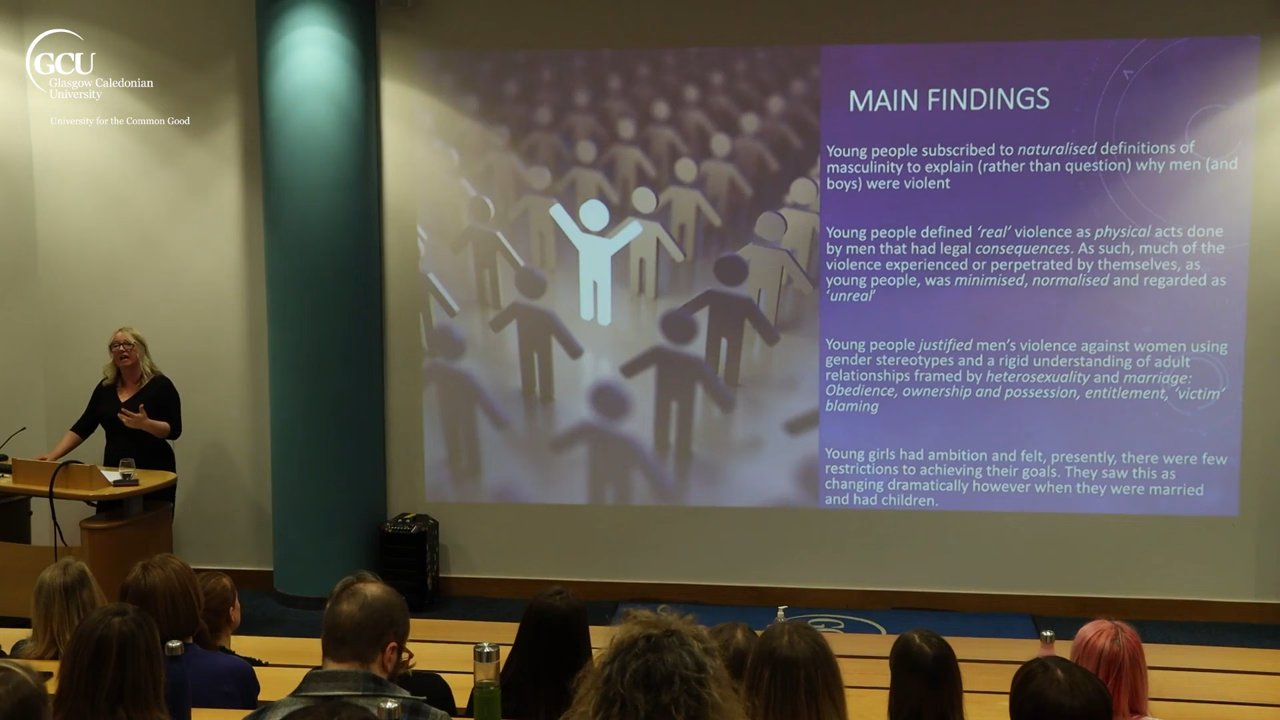 GCU
Glasgow Caledonian
University
University for the Common Good
MAIN FINDINGS
Young people subscribed to naturalised definitions of
masculinity to explain (rather than question) why men (and
boys) were violent
Young people defined ‘real’ violence as physical acts done
by men that had legal consequences. As such, much of the
violence experienced or perpetrated by themselves, as
young people, was minimised, normalised and regarded as
‘unreal’
Young people justified men’s violence against women using
gender stereotypes and a rigid understanding of adult
relationships framed by heterosexuality and marriage:
Obedience, ownership and possession, entitlement, ‘victim’
blaming
Young girls had ambition and felt, presently, there were few
restrictions to achieving their goals. They saw this as
changing dramatically however when they were married
and had children.